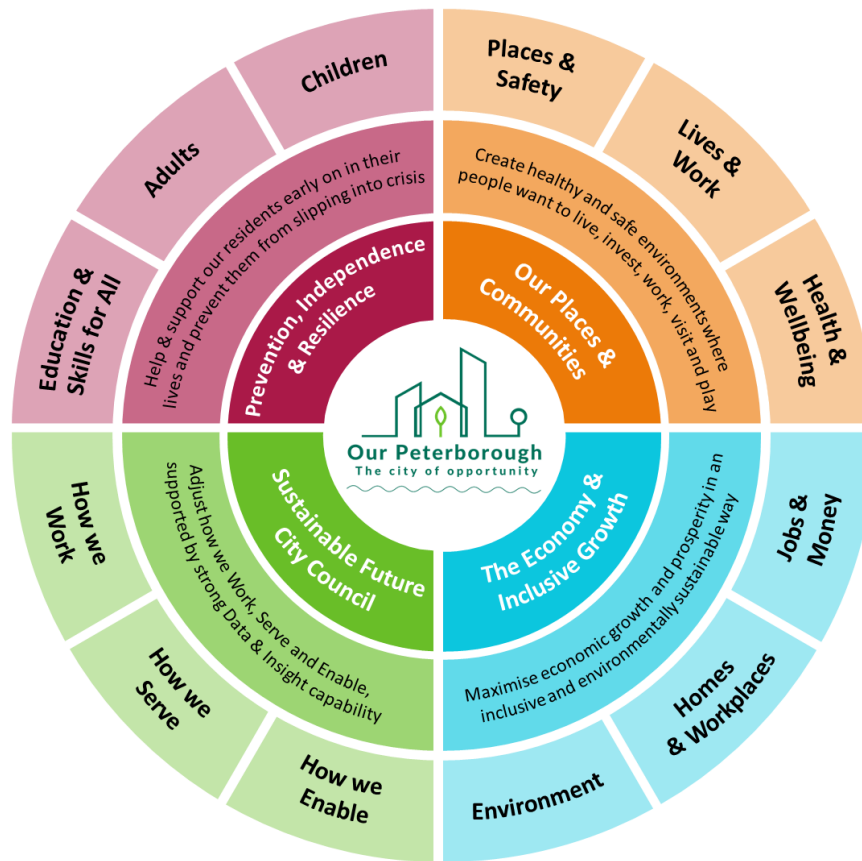 Children
Adults
Education &
Skills for All
Help & support our residents early on in their
lives and prevent them from slipping into crisis
Prevention, Independence
& Resilience
Places &
Safety
Lives &
Work
Health &
Wellbeing
Create healthy and safe environments where
people want to live, invest, work, visit and play
Our Places &
Communities
Our Peterborough
The city of opportunity
Sustainable Future
City Council
Adjust how we Work, Serve and Enable,
supported by strong Data & Insight capability
How we
Work
How we
Serve
How we
Enable
The Economy &
Inclusive Growth
Maximise economic growth and prosperity in an
inclusive and environmentally sustainable way
Jobs &
Money
Homes
& Workplaces
Environment